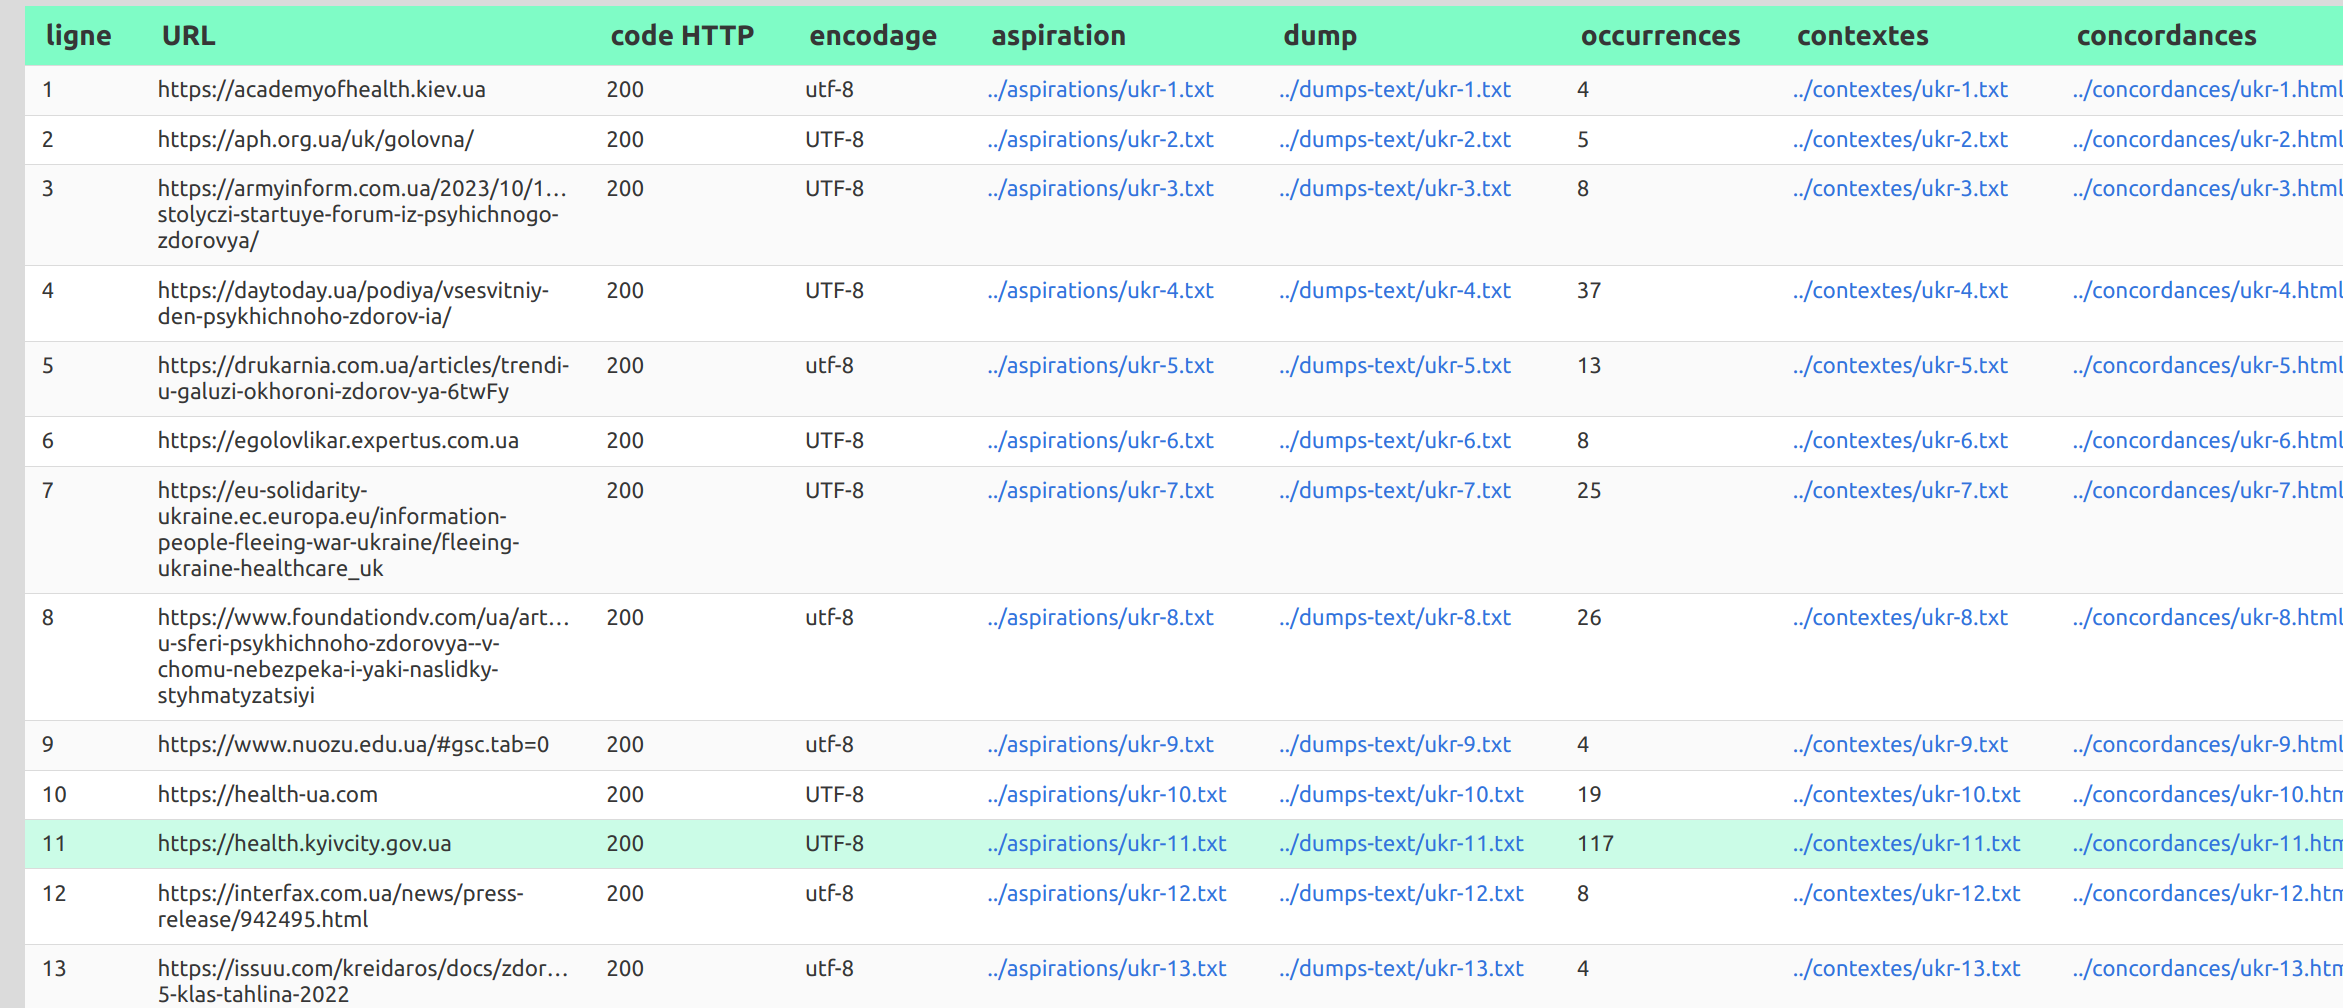 ligne URL code HTTP encodage aspiration dump occurrences contextes concordances
1 https://academyofhealth.kiev.ua 200 utf-8 ../aspirations/ukr-1.txt ../dumps-text/ukr-1.txt 4 ../contextes/ukr-1.txt ../concordances/ukr-1.html
2 https://aph.org.ua/uk/golovna/ 200 UTF-8 ../aspirations/ukr-2.txt ../dumps-text/ukr-2.txt 5 ../contextes/ukr-2.txt ../concordances/ukr-2.html
3 https://armyinform.com.ua/2023/10/1… 200 UTF-8 ../aspirations/ukr-3.txt ../dumps-text/ukr-3.txt 8 ../contextes/ukr-3.txt ../concordances/ukr-3.html
stolyczi-startuye-forum-iz-psyhichnogo-
zdorovya/
4 https://daytoday.ua/podiya/vsesvitniy- 200 UTF-8 ../aspirations/ukr-4.txt ../dumps-text/ukr-4.txt 37 ../contextes/ukr-4.txt ../concordances/ukr-4.html
den-psykhichnoho-zdorov-ia/
5 https://drukarnia.com.ua/articles/trendi- 200 utf-8 ../aspirations/ukr-5.txt ../dumps-text/ukr-5.txt 13 ../contextes/ukr-5.txt ../concordances/ukr-5.html
u-galuzi-okhoroni-zdorov-ya-6twFy
6 https://egolovlikar.expertus.com.ua 200 UTF-8 ../aspirations/ukr-6.txt ../dumps-text/ukr-6.txt 8 ../contextes/ukr-6.txt ../concordances/ukr-6.html
7 https://eu-solidarity- 200 UTF-8 ../aspirations/ukr-7.txt ../dumps-text/ukr-7.txt 25 ../contextes/ukr-7.txt ../concordances/ukr-7.html
ukraine.ec.europa.eu/information-
people-fleeing-war-ukraine/fleeing-
ukraine-healthcare_uk
8 https://www.foundationdv.com/ua/art… 200 utf-8 ../aspirations/ukr-8.txt ../dumps-text/ukr-8.txt 26 ../contextes/ukr-8.txt ../concordances/ukr-8.html
u-sferi-psykhichnoho-zdorovya--v-
chomu-nebezpeka-i-yaki-naslidky-
styhmatyzatsiyi
9 https://www.nuozu.edu.ua/#gsc.tab=0 200 utf-8 ../aspirations/ukr-9.txt ../dumps-text/ukr-9.txt 4 ../contextes/ukr-9.txt ../concordances/ukr-9.html
10 https://health-ua.com 200 UTF-8 ../aspirations/ukr-10.txt ../dumps-text/ukr-10.txt 19 ../contextes/ukr-10.txt ../concordances/ukr-10.htm
11 https://health.kyivcity.gov.ua 200 UTF-8 ../aspirations/ukr-11.txt ../dumps-text/ukr-11.txt 117 ../contextes/ukr-11.txt ../concordances/ukr-11.htm
12 https://interfax.com.ua/news/press- 200 utf-8 ../aspirations/ukr-12.txt ../dumps-text/ukr-12.txt 8 ../contextes/ukr-12.txt ../concordances/ukr-12.htm
release/942495.html
13 https://issuu.com/kreidaros/docs/zdor… 200 utf-8 ../aspirations/ukr-13.txt ../dumps-text/ukr-13.txt 4 ../contextes/ukr-13.txt ../concordances/ukr-13.htm
5-klas-tahlina-2022